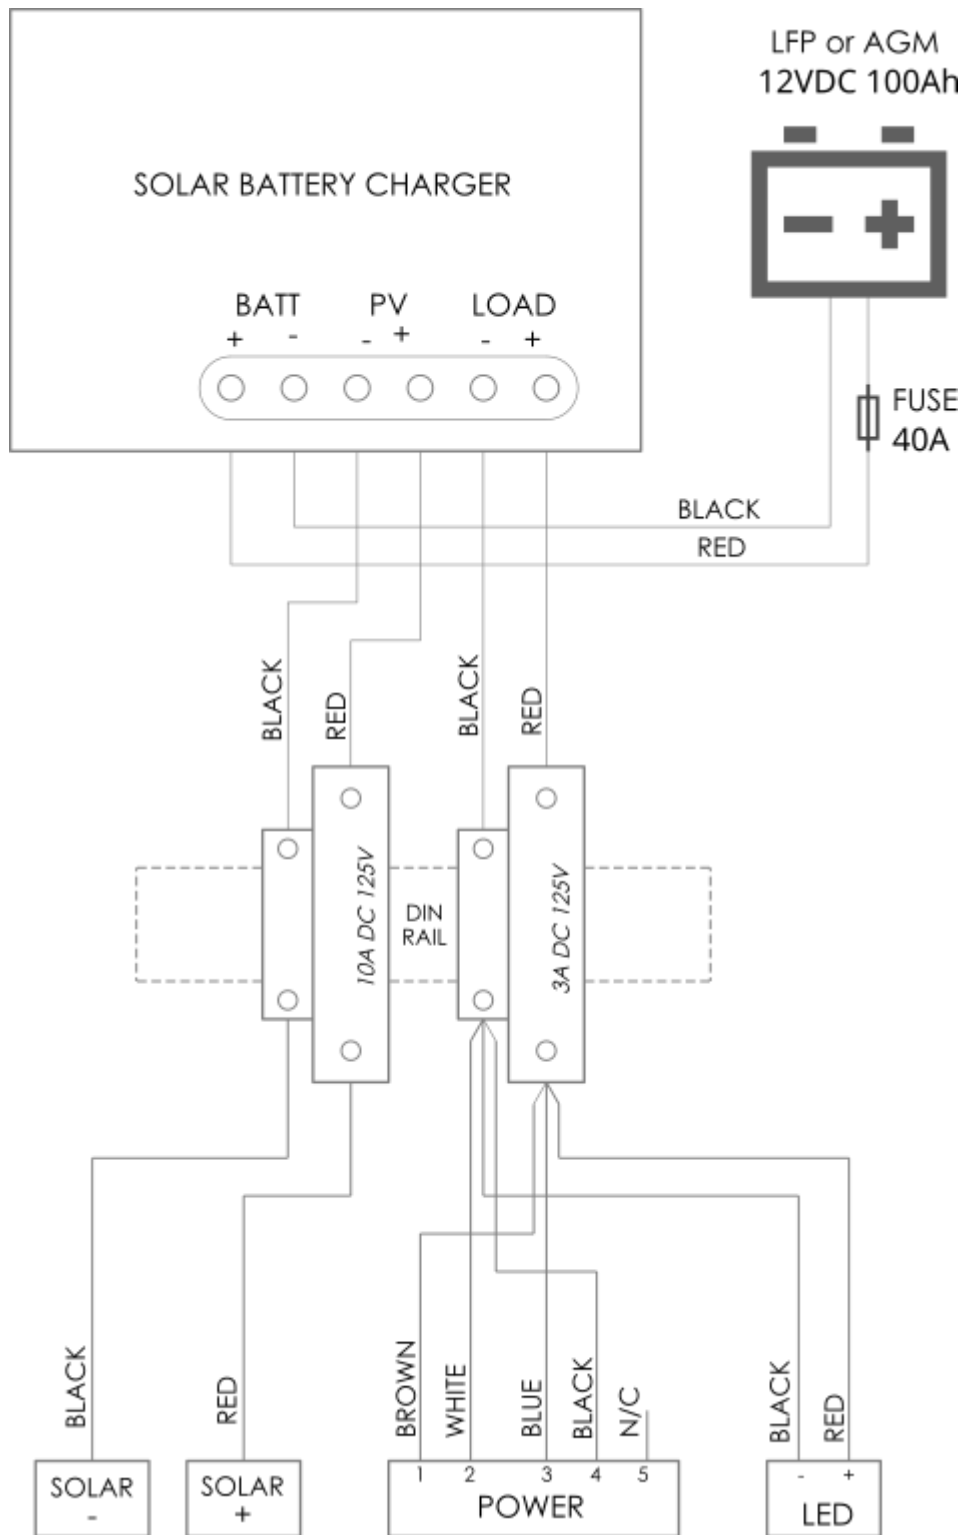 LFP or AGM
12VDC 100Ah
SOLAR BATTERY CHARGER
BATT PV LOAD
+ - - + - +
- +
FUSE
40A
BLACK
RED
BLACK
RED
BLACK
RED
10A DC 125V
DIN
RAIL
3A DC 125V
BLACK
RED
BROWN
WHITE
BLUE
BLACK
N/C
BLACK
RED
SOLAR
-
SOLAR
+
1 2 3 4 5
POWER
- +
LED